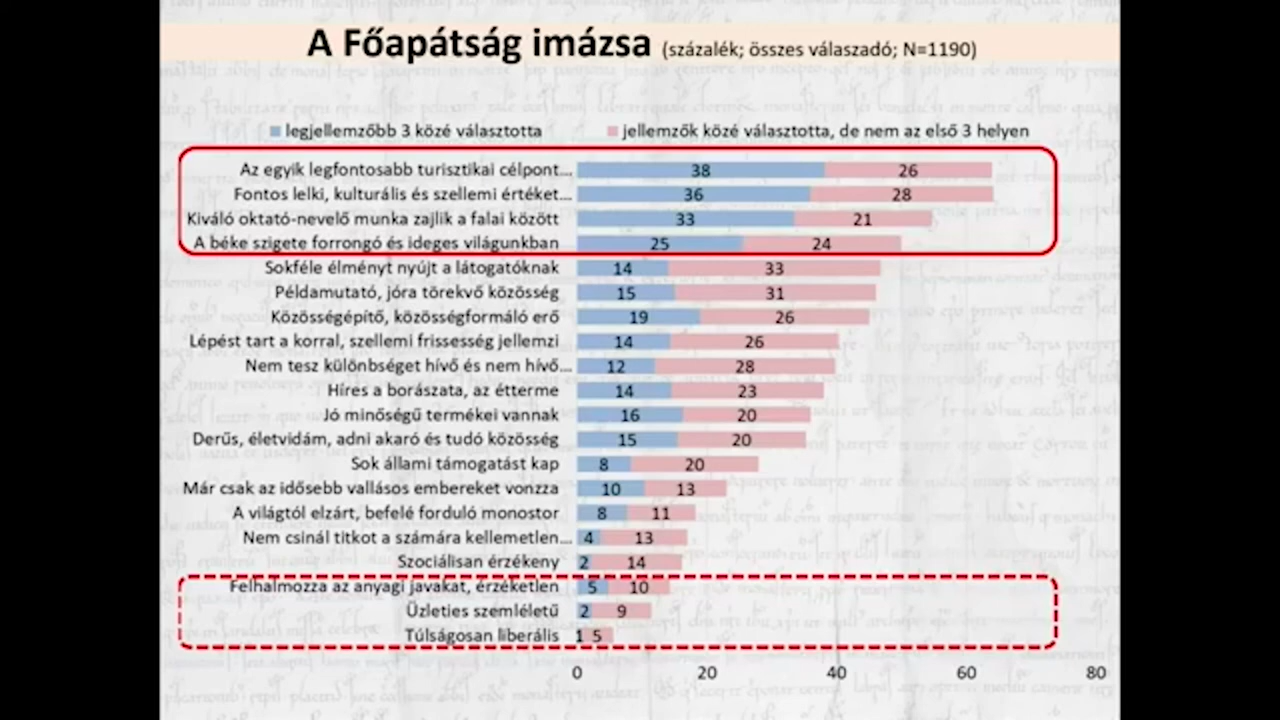 A Főapátság imázsa (százalék; összes válaszadó; N=1190)
legjellemzőbb 3 közé választotta jellemzők közé választotta, de nem az első 3 helyen
Az egyik legfontosabb turisztikai célpont... 38 26
Fontos lelki, kulturális és szellemi értéket... 36 28
Kiváló oktató-nevelő munka zajlik a falai között 33 21
A béke szigete forrongó és ideges világunkban 25 24
Sokféle élményt nyújt a látogatóknak 14 33
Példamutató, jóra törekvő közösség 15 31
Közösségépítő, közösségformáló erő 19 26
Lépést tart a korral, szellemi frissesség jellemzi 14 26
Nem tesz különbséget hívő és nem hívő... 12 28
Híres a borászata, az étterme 14 23
Jó minőségű termékei vannak 16 20
Derűs, életvidám, adni akaró és tudó közösség 15 20
Sok állami támogatást kap 8 20
Már csak az idősebb vallásos embereket vonzza 10 13
A világtól elzárt, befelé forduló monostor 8 11
Nem csinál titkot a számára kellemetlen... 4 13
Szociálisan érzékeny 2 14
Felhalmozza az anyagi javakat, érzéketlen 5 10
Üzleties szemléletű 2 9
Túlságosan liberális 1 5
0 20 40 60 80